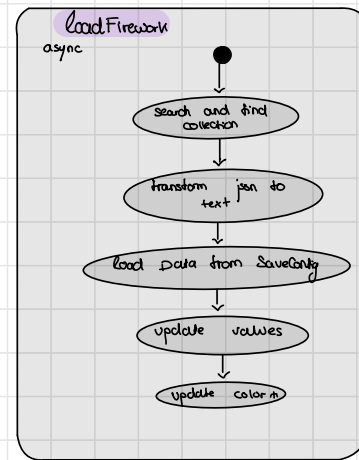 loadFirework
async
search and find
collection
transform json to
text
load Data from SaveConfig
update values
update color